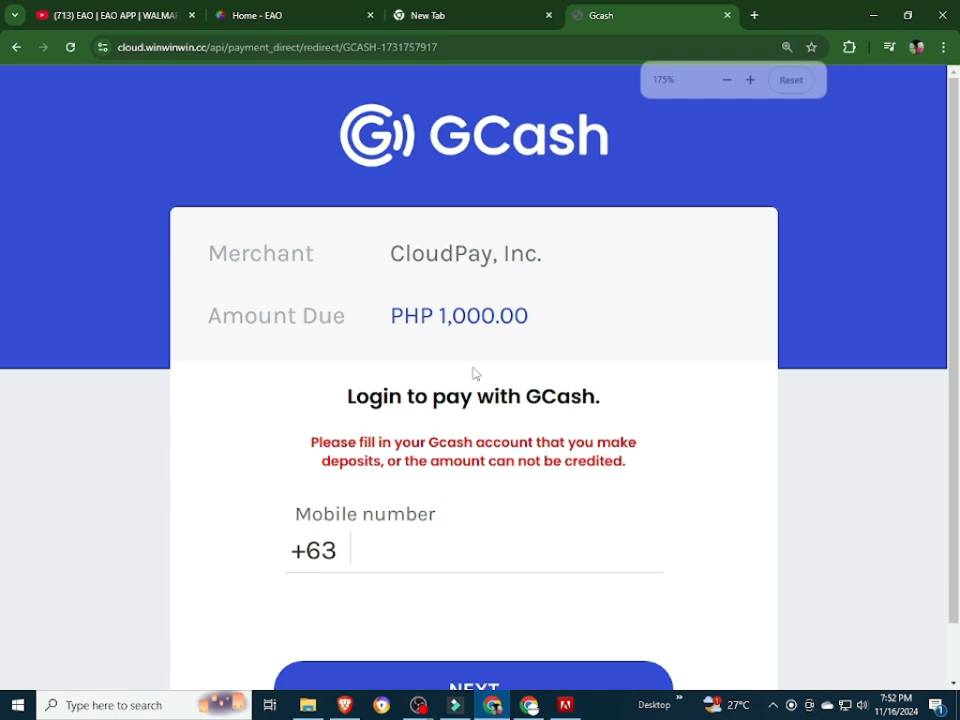 (713) EAO | EAO APP | WALMAR
Home - EAO
New Tab
Gcash
cloud.winwinwin.cc/api/payment_direct/redirect/GCASH-1731757917
175%
Reset
GCash
Merchant CloudPay, Inc.
Amount Due PHP 1,000.00
Login to pay with GCash.
Please fill in your Gcash account that you make
deposits, or the amount can not be credited.
Mobile number
+63
NEXT
Type here to search
Desktop
27°C
7:52 PM
11/16/2024